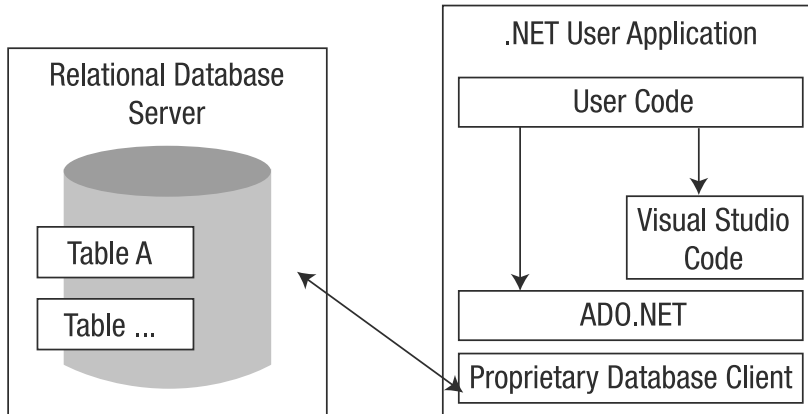 Relational Database
Server
Table A
Table ...
.NET User Application
User Code
Visual Studio
Code
ADO.NET
Proprietary Database Client